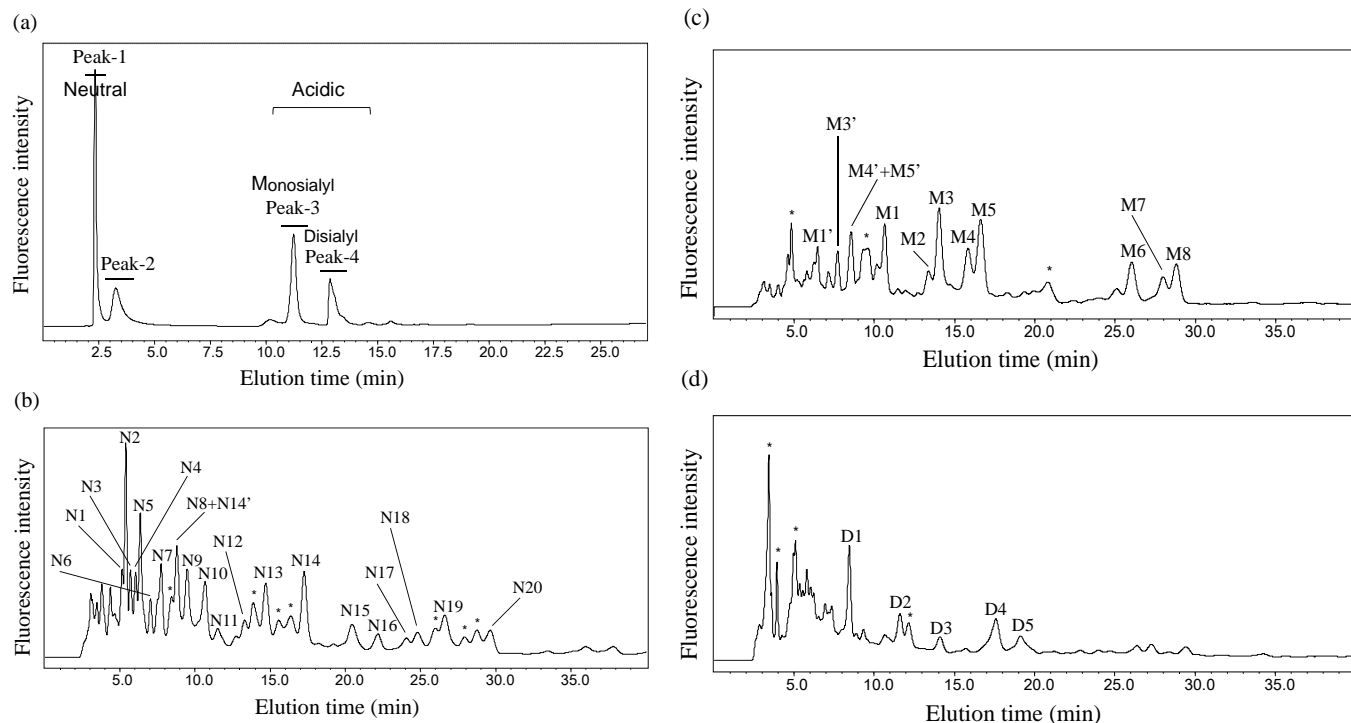 (a)
Peak-1
Neutral
Acidic
Monosialyl
Peak-3
Disialyl
Peak-4
Peak-2
Fluorescence intensity
2.5 5.0 7.5 10.0 12.5 15.0 17.5 20.0 22.5 25.0
Elution time (min)
(b)
N2
N4
N3
N5
N8+N14'
N1
N6
N7
N9
N10
N11
N12
N13
N14
N15
N16
N17
N18
N19
N20
*
*
*
*
*
*
*
Fluorescence intensity
5.0 10.0 15.0 20.0 25.0 30.0 35.0
Elution time (min)
(c)
M3’
M4’+M5’
*
M1’
*
M1
M2
M3
M4
M5
*
M7
M6
M8
Fluorescence intensity
5.0 10.0 15.0 20.0 25.0 30.0 35.0
Elution time (min)
(d)
*
*
*
D1
D2
*
D3
D4
D5
Fluorescence intensity
5.0 10.0 15.0 20.0 25.0 30.0 35.0
Elution time (min)